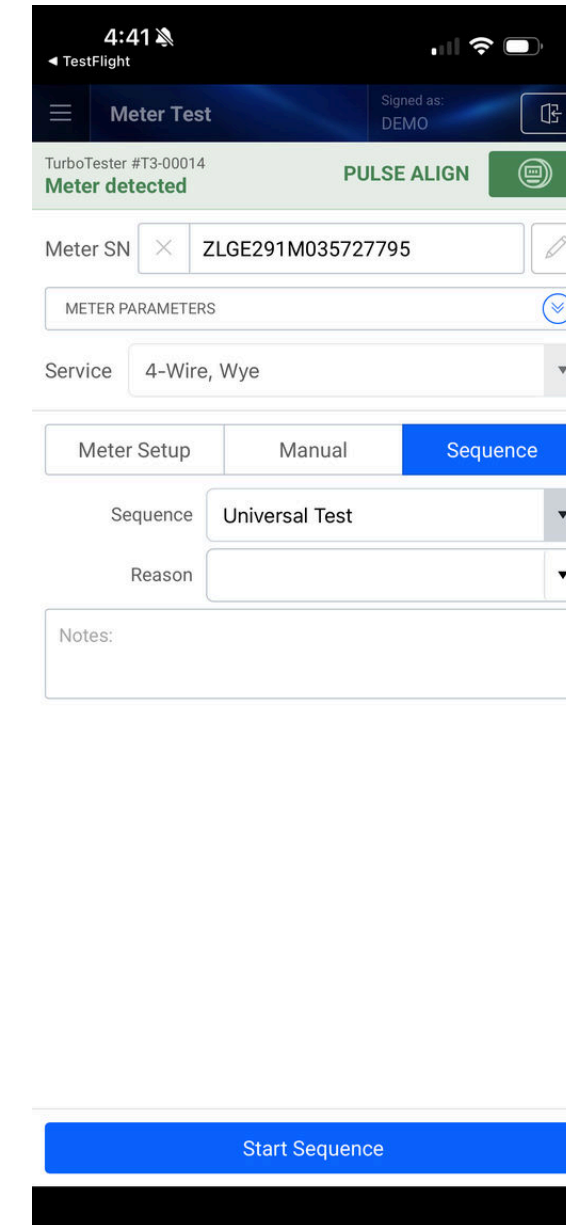 4:41
◀ TestFlight
Meter Test
Signed as:
DEMO
TurboTester #T3-00014
Meter detected
PULSE ALIGN
Meter SN
ZLGE291M035727795
METER PARAMETERS
Service
4-Wire, Wye
Meter Setup
Manual
Sequence
Sequence
Universal Test
Reason
Notes:
Start Sequence